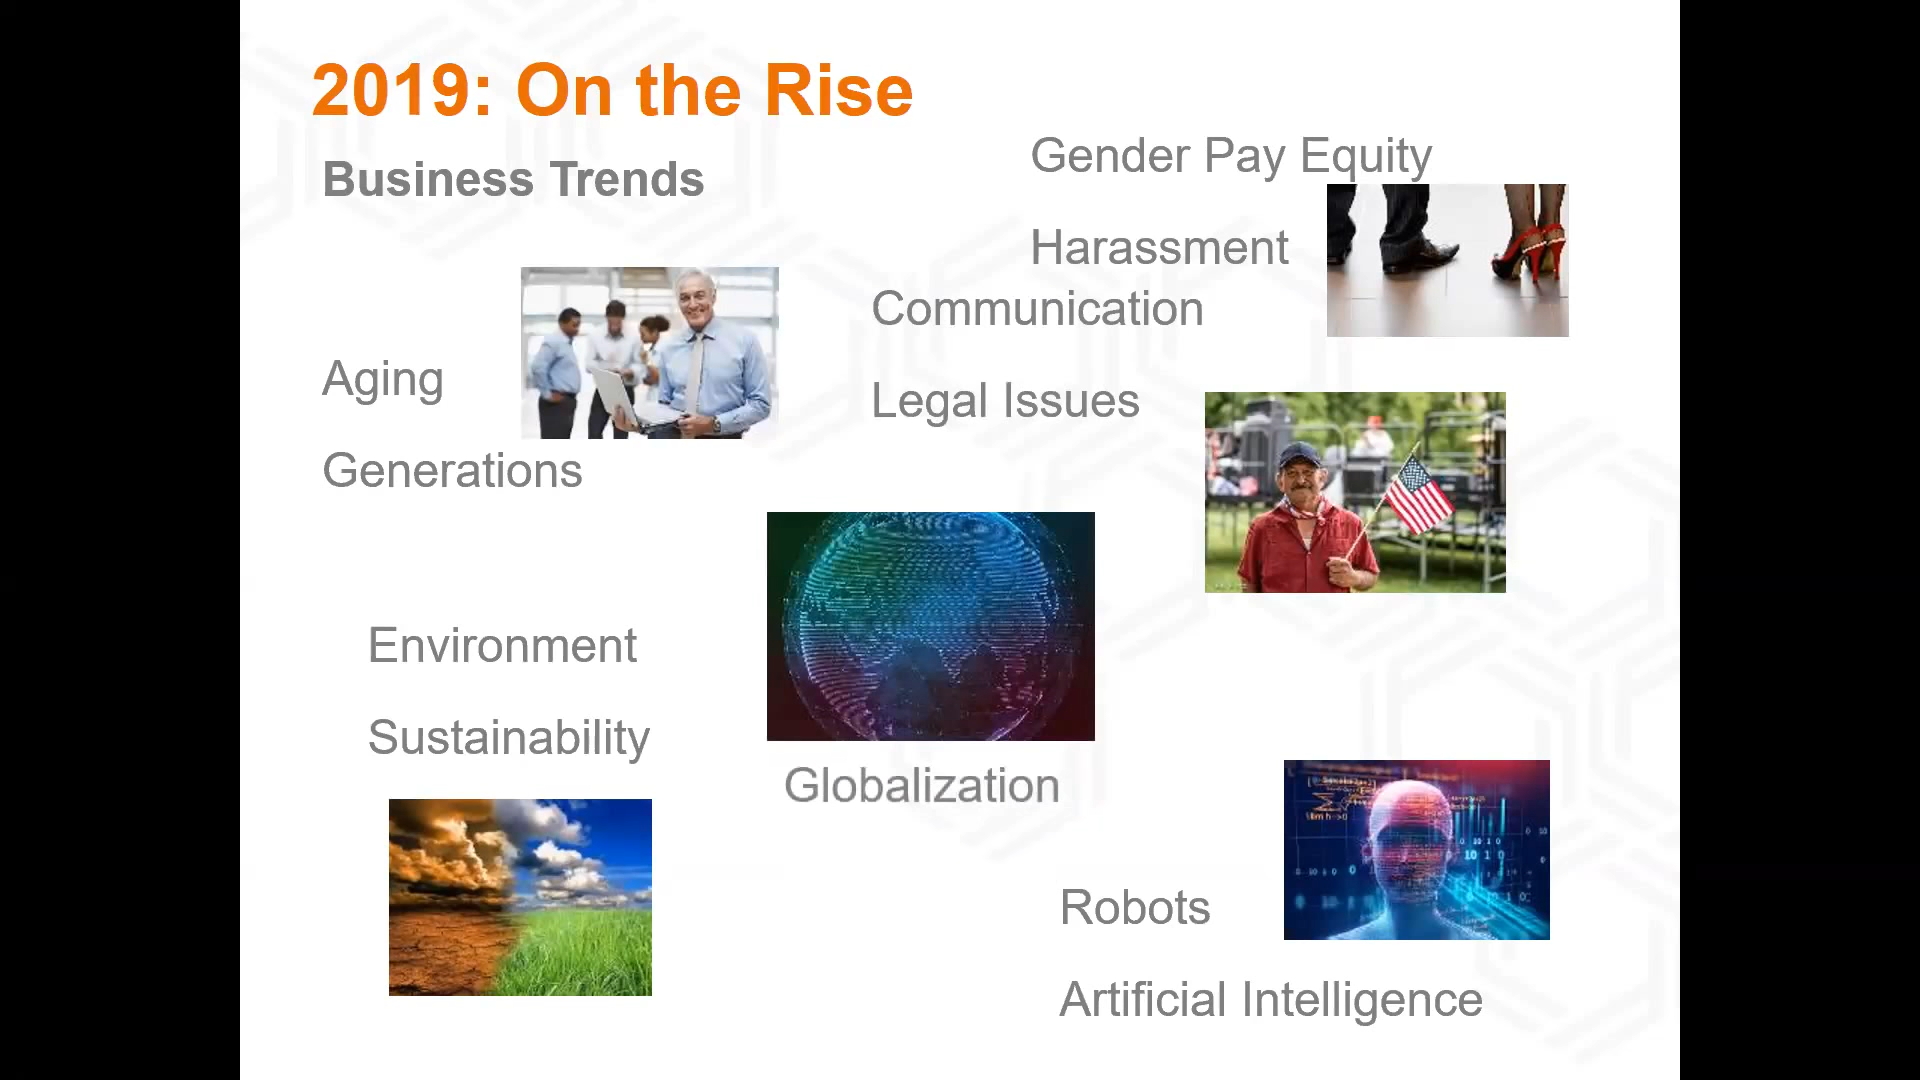 2019: On the Rise
Business Trends
Gender Pay Equity
Harassment
Communication
Legal Issues
Aging
Generations
Environment
Sustainability
Globalization
Robots
Artificial Intelligence